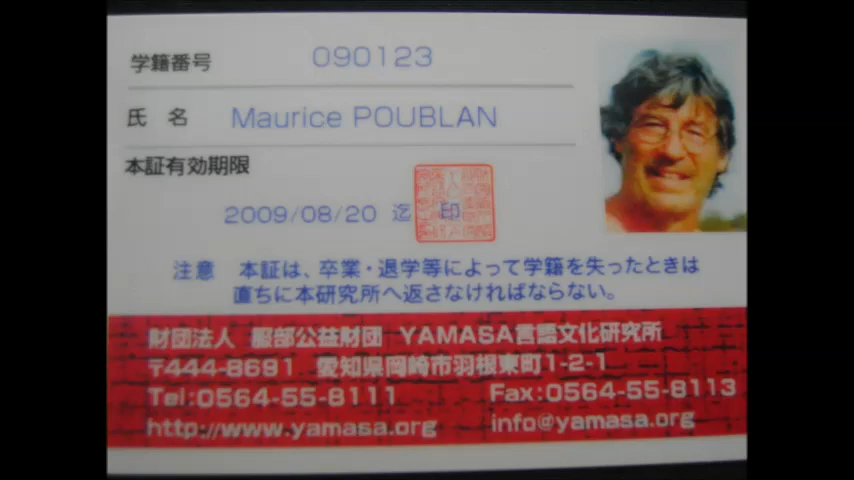 学籍番号 090123
氏 名 Maurice POUBLAN
本証有効期限
2009/08/20 迄 印
注意 本証は、卒業・退学等によって学籍を失ったときは
直ちに本研究所へ返さなければならない。
財団法人 服部公益財団 YAMASA言語文化研究所
〒444-8691 愛知県岡崎市羽根東町1-2-1
Tel:0564-55-8111 Fax:0564-55-8113
http://www.yamasa.org info@yamasa.org